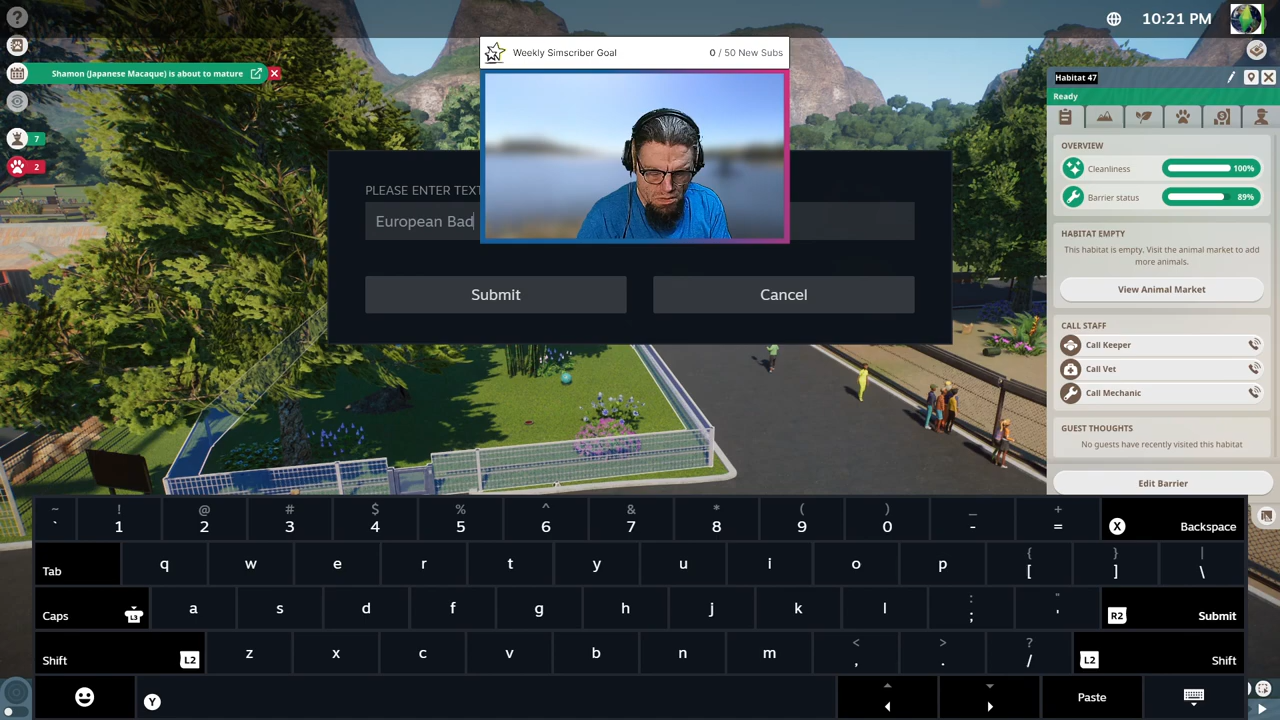 ?
10:21 PM
Weekly Simscriber Goal
0 / 50 New Subs
Shamon (Japanese Macaque) is about to mature
7
2
PLEASE ENTER TEXT
European Bad
Submit
Cancel
Habitat 47
Ready
OVERVIEW
Cleanliness
100%
Barrier status
89%
HABITAT EMPTY
This habitat is empty. Visit the animal market to add
more animals.
View Animal Market
CALL STAFF
Call Keeper
Call Vet
Call Mechanic
GUEST THOUGHTS
No guests have recently visited this habitat
Edit Barrier
~ ! @ # $ % ^ & * ( ) _ +
` 1 2 3 4 5 6 7 8 9 0 - = X Backspace
{ } |
Tab q w e r t y u i o p [ ] \
: "
Caps L3 a s d f g h j k l ; ' R2 Submit
< > ?
Shift L2 z x c v b n m , . / L2 Shift
Y Paste